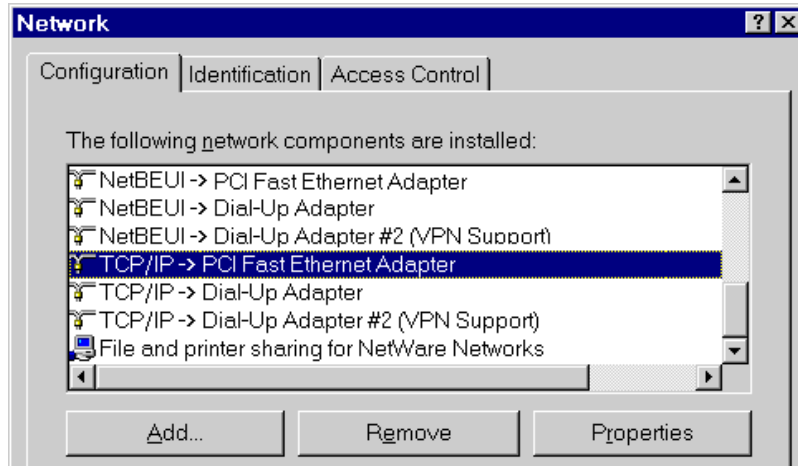 Network ? ×
Configuration Identification Access Control
The following network components are installed:
NetBEUI -> PCI Fast Ethernet Adapter
NetBEUI -> Dial-Up Adapter
NetBEUI -> Dial-Up Adapter #2 (VPN Support)
TCP/IP -> PCI Fast Ethernet Adapter
TCP/IP -> Dial-Up Adapter
TCP/IP -> Dial-Up Adapter #2 (VPN Support)
File and printer sharing for NetWare Networks
Add... Remove Properties